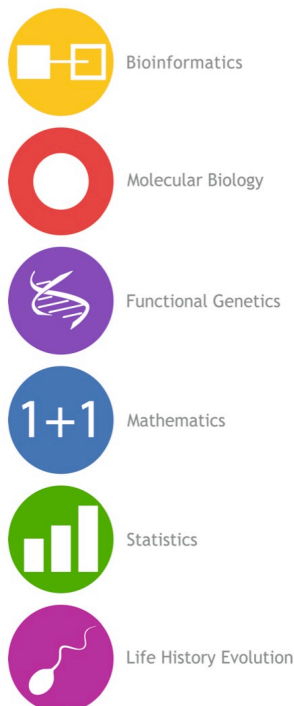 Bioinformatics
Molecular Biology
Functional Genetics
1+1
Mathematics
Statistics
Life History Evolution